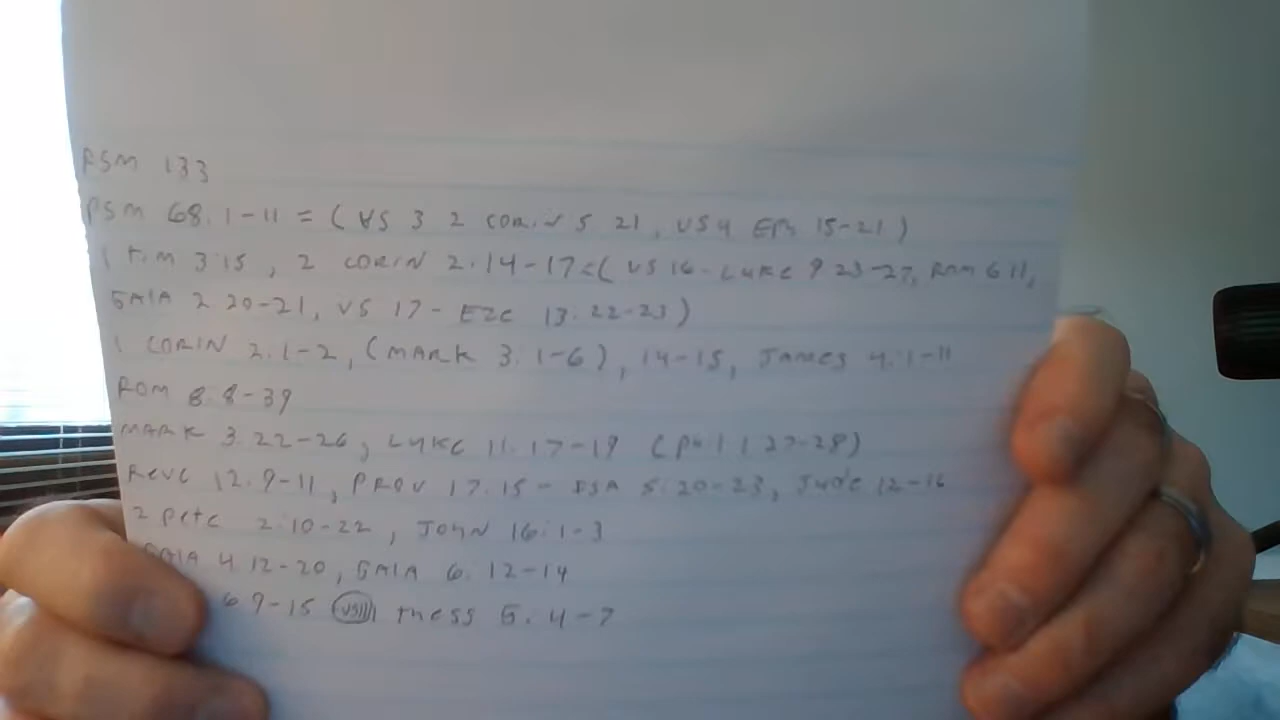 PSM 133
PSM 68.1-11 = (VS 3 2 CORIN 5 21, VS 4 EPh 15-21)
1 TIM 3:15, 2 CORIN 2.14-17=( VS 16- LUKE 9 23-27, ROM 6 11,
GALA 2.20-21, VS 17- EZE 13:22-23)
1 CORIN 2.1-2, (MARK 3:1-6), 14-15, JAMES 4:1-11
ROM 8.8-39
MARK 3.22-26, LUKE 11.17-19 (Phil 1 27-28)
REVE 12.9-11, PROV 17.15- ISA 5:20-23, Jude 12-16
2 pete 2:10-22, JOHN 16:1-3
GALA 4.12-20, GALA 6:12-14
6 9-15 thess 5:4-7